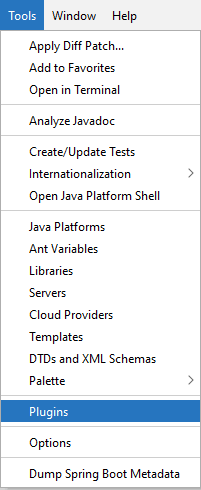 Tools Window Help
Apply Diff Patch...
Add to Favorites
Open in Terminal
Analyze Javadoc
Create/Update Tests
Internationalization
Open Java Platform Shell
Java Platforms
Ant Variables
Libraries
Servers
Cloud Providers
Templates
DTDs and XML Schemas
Palette
Plugins
Options
Dump Spring Boot Metadata